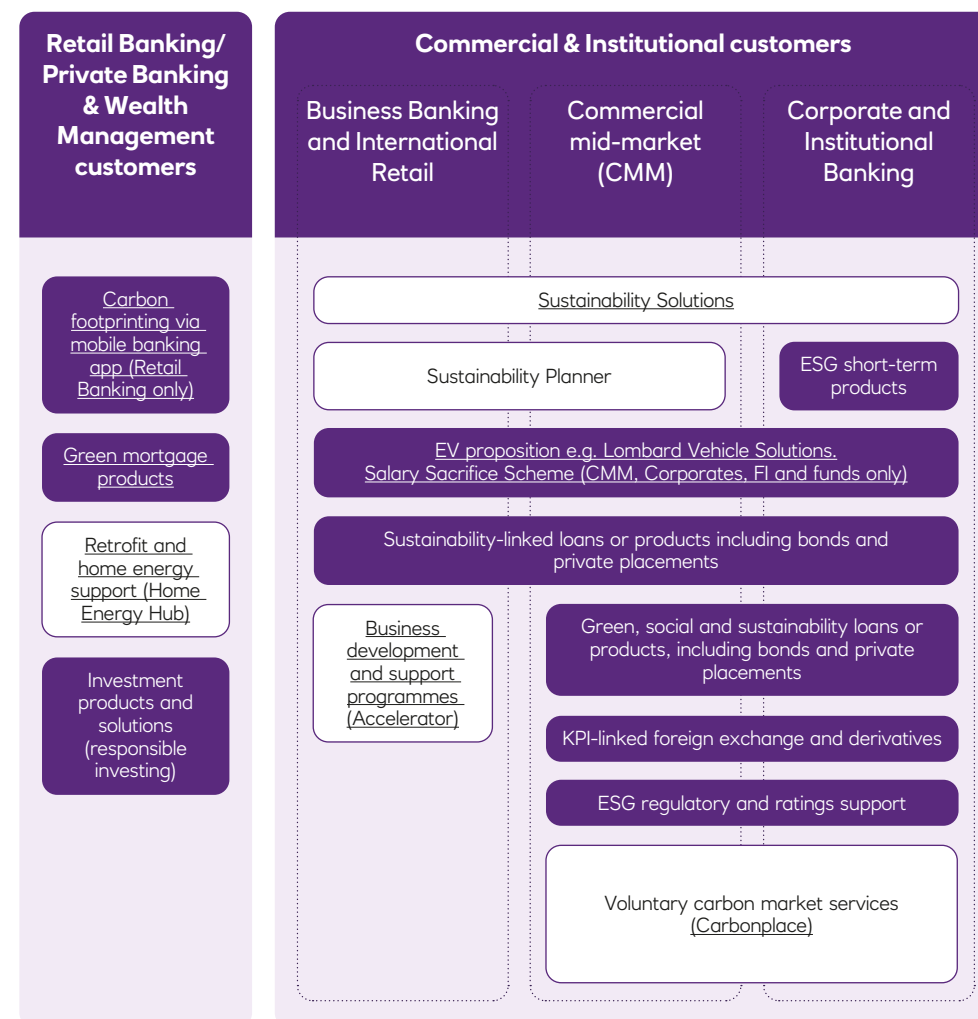 Retail Banking/
Private Banking
& Wealth
Management
customers
Carbon
footprinting via
mobile banking
app (Retail
Banking only)
Green mortgage
products
Retrofit and
home energy
support (Home
Energy Hub)
Investment
products and
solutions
(responsible
investing)
Commercial & Institutional customers
Business Banking
and International
Retail
Commercial
mid-market
(CMM)
Corporate and
Institutional
Banking
Sustainability Solutions
Sustainability Planner
ESG short-term
products
EV proposition e.g. Lombard Vehicle Solutions.
Salary Sacrifice Scheme (CMM, Corporates, FI and funds only)
Sustainability-linked loans or products including bonds and
private placements
Business
development
and support
programmes
(Accelerator)
Green, social and sustainability loans or
products, including bonds and private
placements
KPI-linked foreign exchange and derivatives
ESG regulatory and ratings support
Voluntary carbon market services
(Carbonplace)